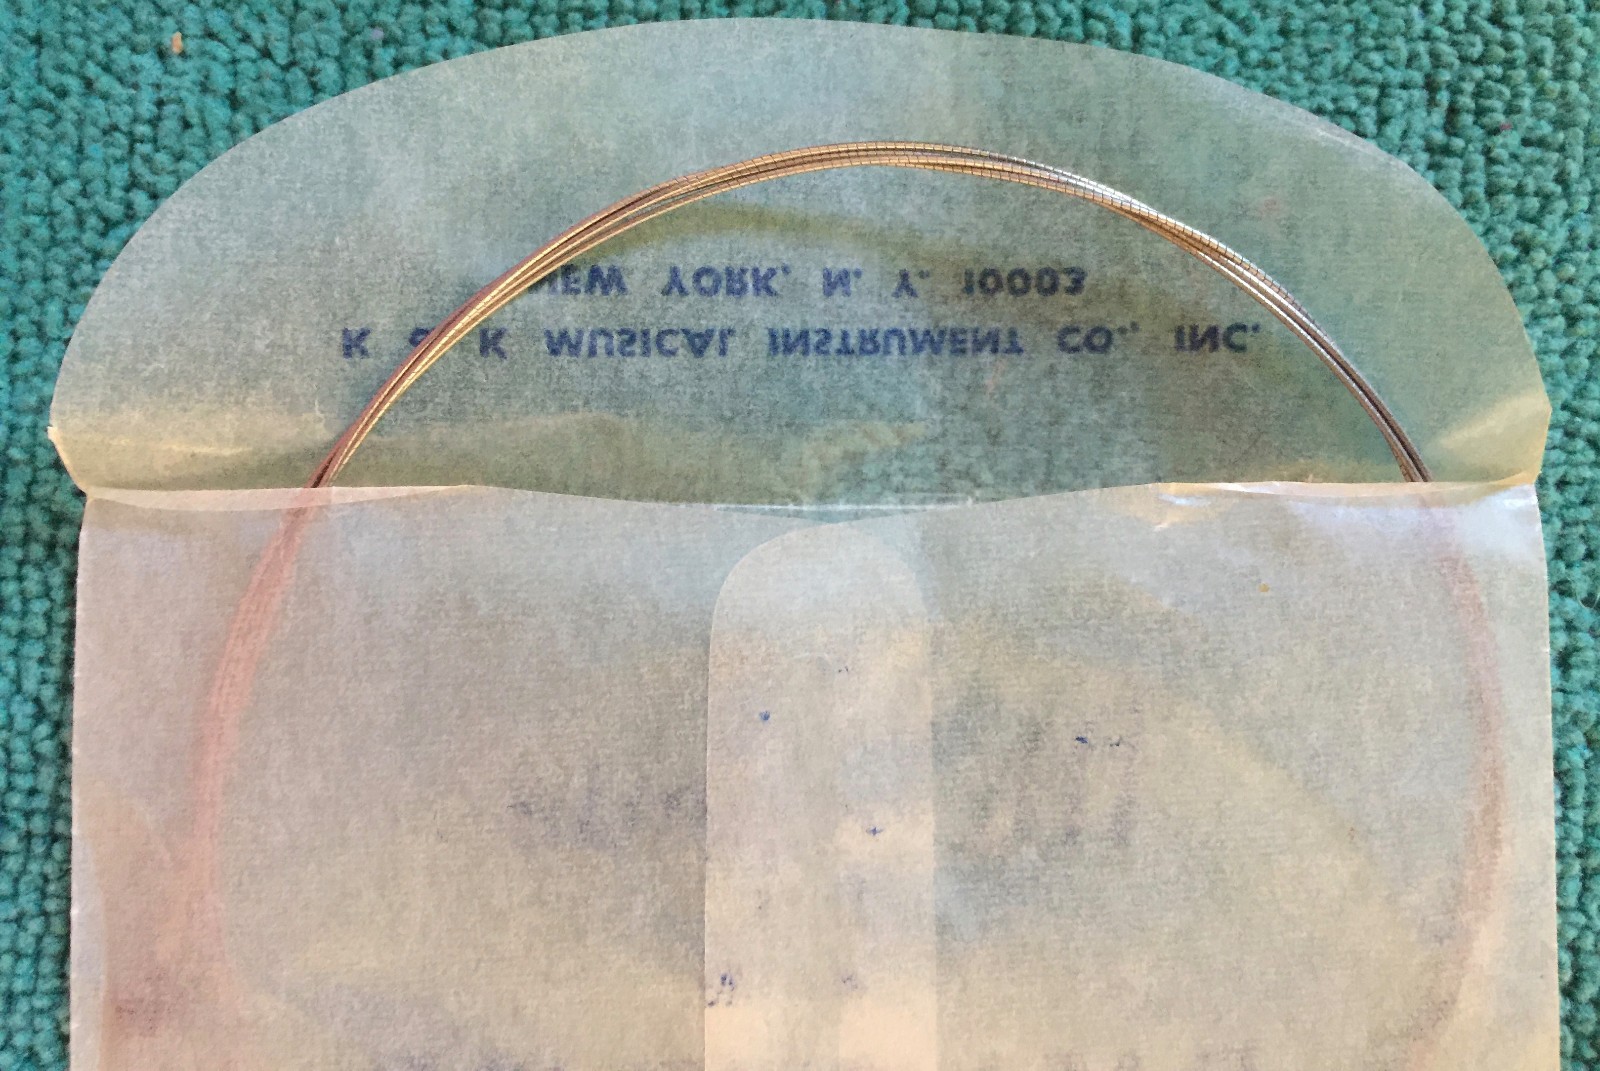 K & K MUSICAL INSTRUMENT CO., INC.
NEW YORK, N. Y. 10003